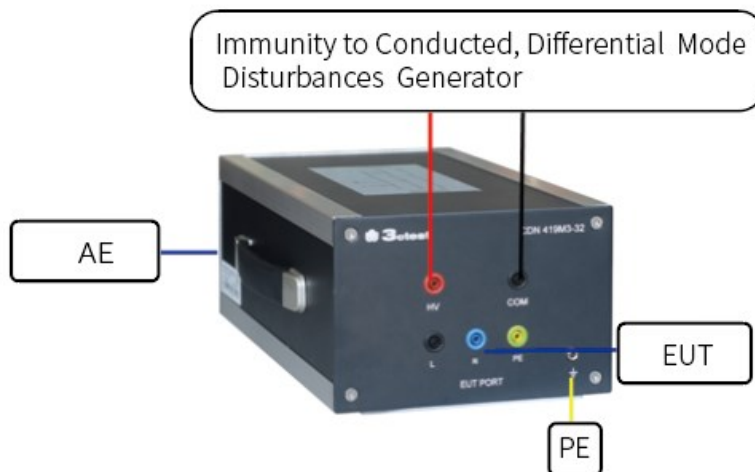 Immunity to Conducted, Differential Mode
Disturbances Generator
3ctest
CDN 419M3-32
AE
HV
COM
L
N
PE
EUT
EUT PORT
PE